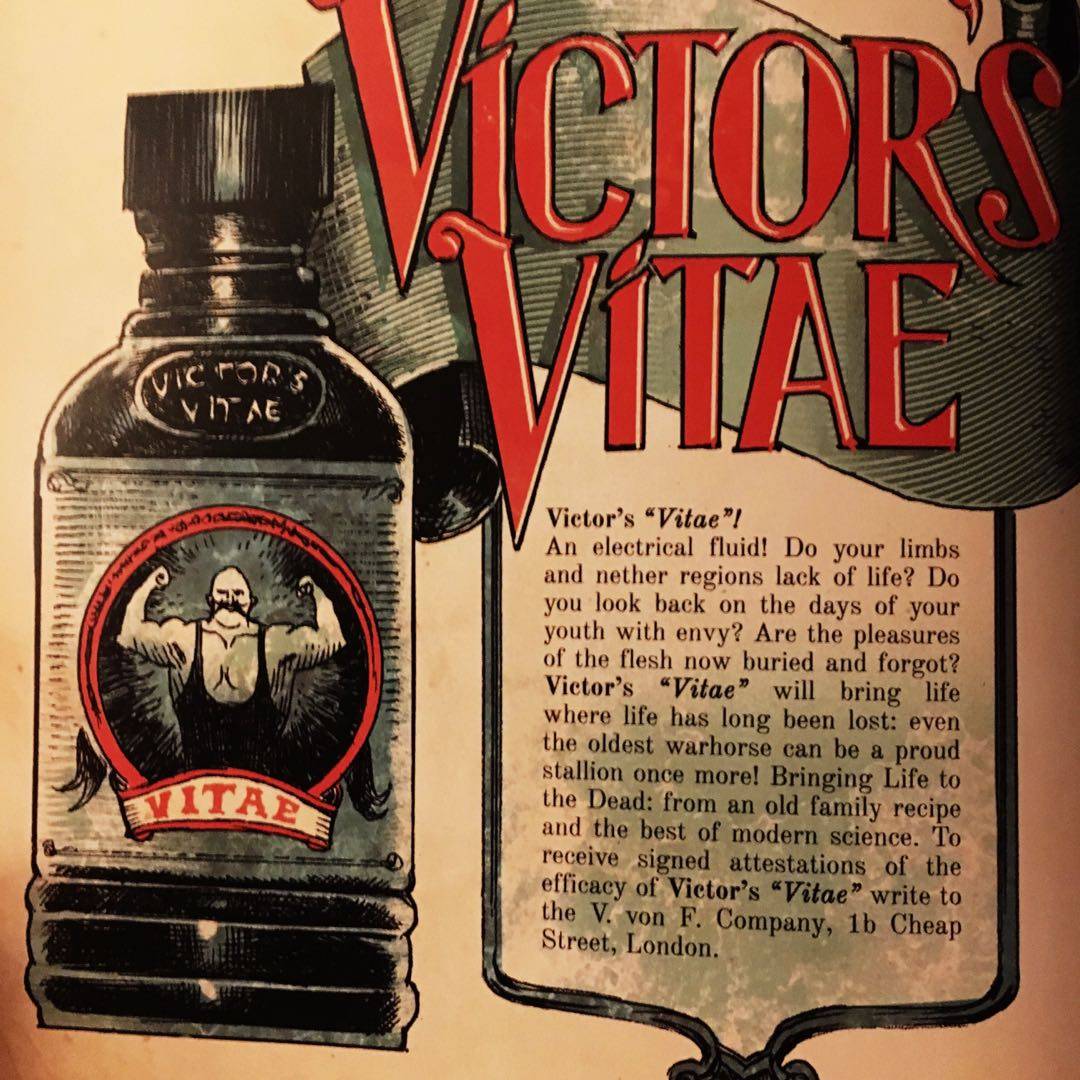 VICTOR'S
VITAE
VICTOR'S
VITAE
VITAE
Victor's “Vitae”!
An electrical fluid! Do your limbs
and nether regions lack of life? Do
you look back on the days of your
youth with envy? Are the pleasures
of the flesh now buried and forgot?
Victor's “Vitae” will bring life
where life has long been lost: even
the oldest warhorse can be a proud
stallion once more! Bringing Life to
the Dead: from an old family recipe
and the best of modern science. To
receive signed attestations of the
efficacy of Victor's “Vitae” write to
the V. von F. Company, 1b Cheap
Street, London.